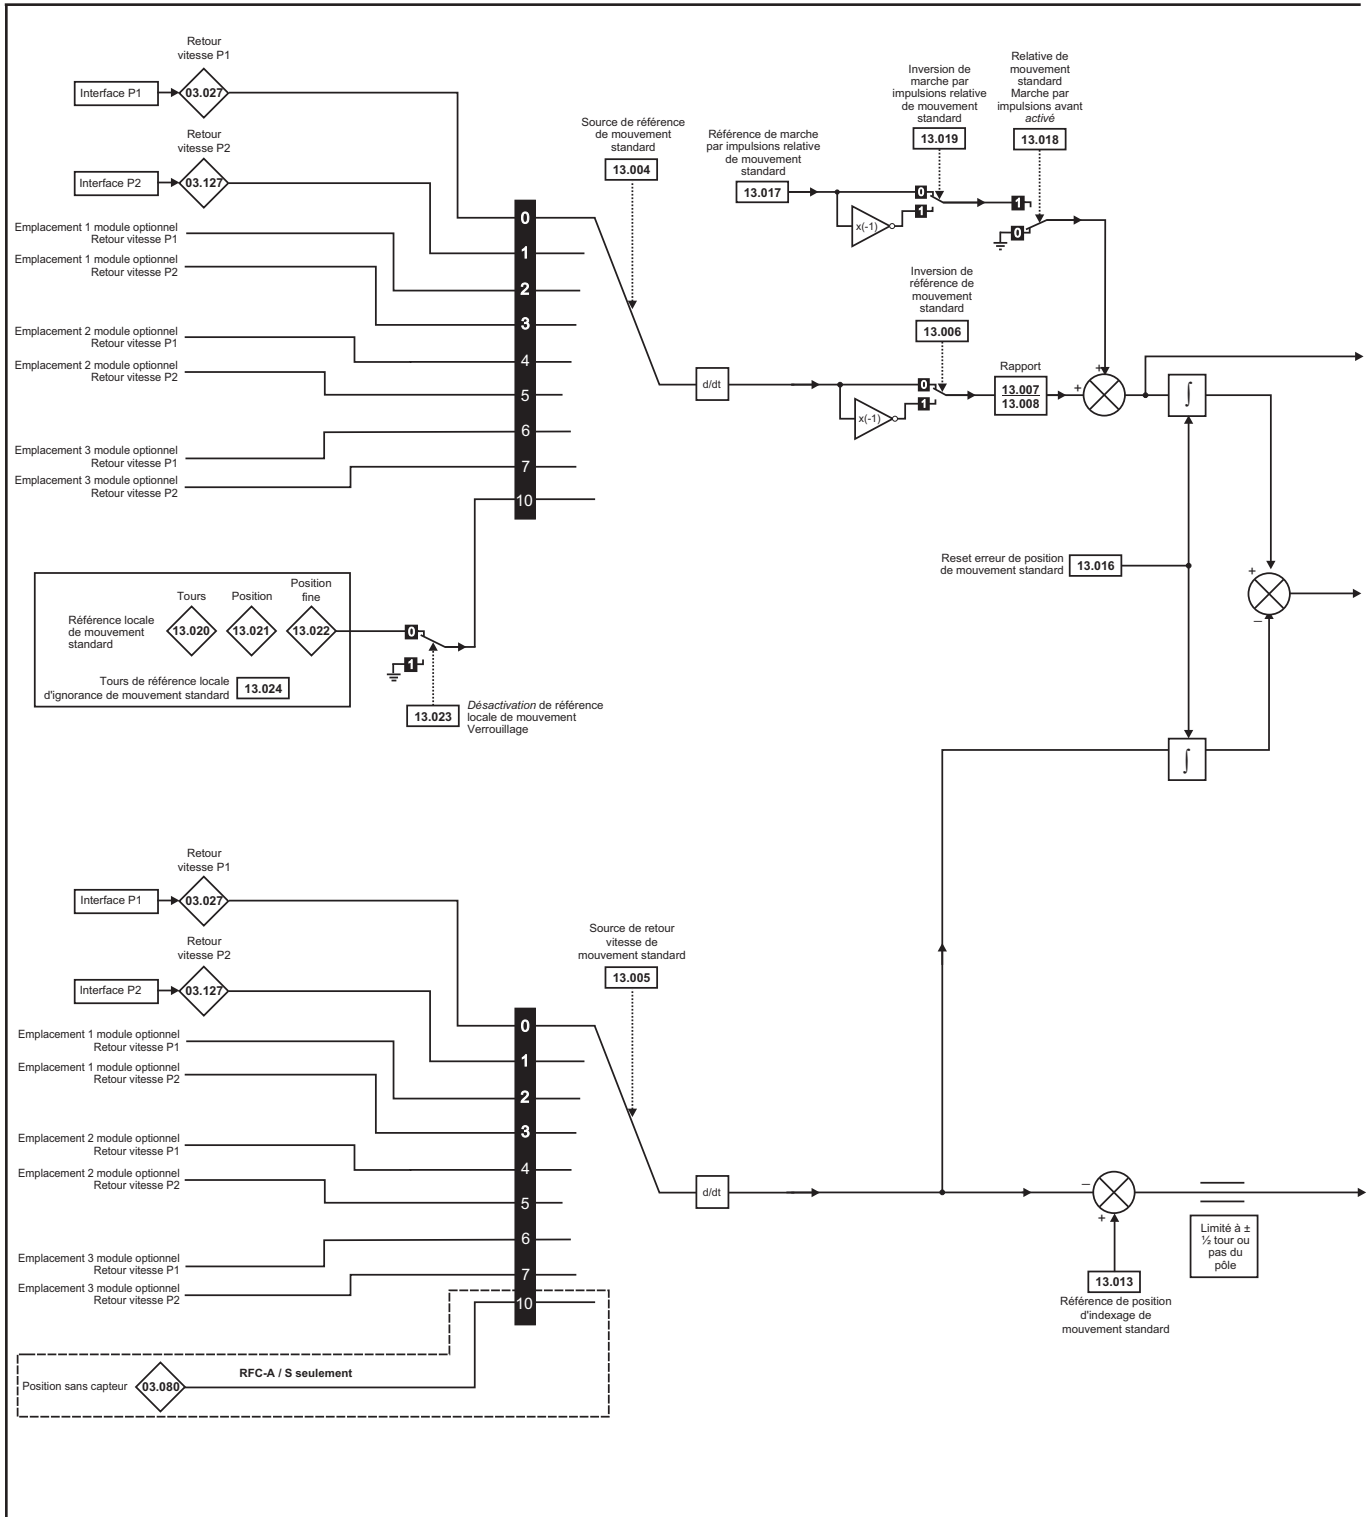 Retour
vitesse P1
Interface P1
03.027
Retour
vitesse P2
Interface P2
03.127
Emplacement 1 module optionnel
Retour vitesse P1
Emplacement 1 module optionnel
Retour vitesse P2
Emplacement 2 module optionnel
Retour vitesse P1
Emplacement 2 module optionnel
Retour vitesse P2
Emplacement 3 module optionnel
Retour vitesse P1
Emplacement 3 module optionnel
Retour vitesse P2
0
1
2
3
4
5
6
7
10
Source de référence
de mouvement
standard
13.004
d/dt
Référence de marche
par impulsions relative
de mouvement
standard
13.017
x(-1)
Inversion de
marche par
impulsions relative
de mouvement
standard
13.019
0
1
Relative de
mouvement
standard
Marche par
impulsions avant
activé
13.018
1
0
Inversion de
référence de
mouvement
standard
13.006
0
1
x(-1)
Rapport
13.007
13.008
+
+
∫
Reset erreur de position
de mouvement standard
13.016
+
–
∫
Référence locale
de mouvement
standard
Tours
13.020
Position
13.021
Position
fine
13.022
Tours de référence locale
d'ignorance de mouvement standard
13.024
0
1
13.023
Désactivation de référence
locale de mouvement
Verrouillage
Retour
vitesse P1
Interface P1
03.027
Retour
vitesse P2
Interface P2
03.127
Emplacement 1 module optionnel
Retour vitesse P1
Emplacement 1 module optionnel
Retour vitesse P2
Emplacement 2 module optionnel
Retour vitesse P1
Emplacement 2 module optionnel
Retour vitesse P2
Emplacement 3 module optionnel
Retour vitesse P1
Emplacement 3 module optionnel
Retour vitesse P2
0
1
2
3
4
5
6
7
10
Source de retour
vitesse de
mouvement standard
13.005
d/dt
–
+
13.013
Référence de position
d'indexage de
mouvement standard
Limité à ±
½ tour ou
pas du
pôle
Position sans capteur
03.080
RFC-A / S seulement